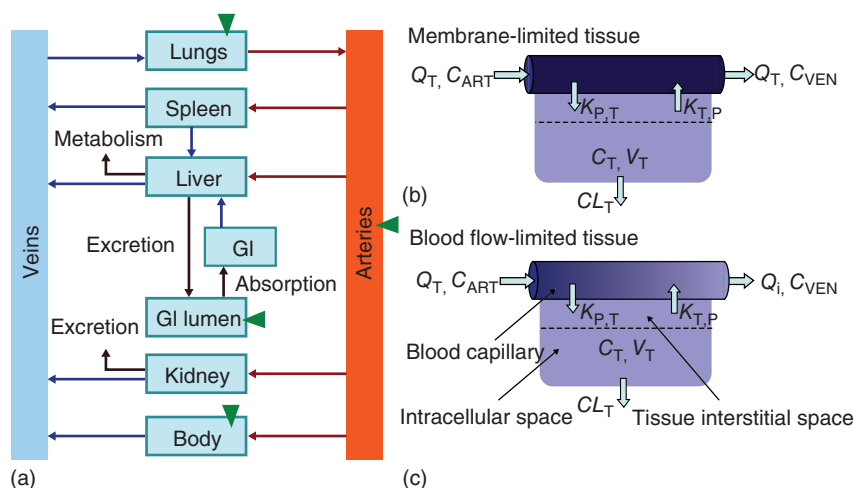 Veins
Lungs
Spleen
Metabolism
Liver
Excretion
GI
Absorption
GI lumen
Excretion
Kidney
Body
Arteries
(a)
Membrane-limited tissue
Q_T, C_ART
Q_T, C_VEN
K_P,T
K_T,P
C_T, V_T
CL_T
(b)
Blood flow-limited tissue
Q_T, C_ART
Q_i, C_VEN
K_P,T
K_T,P
Blood capillary
C_T, V_T
Intracellular space
CL_T
Tissue interstitial space
(c)